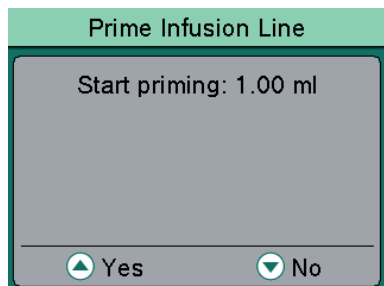 Prime Infusion Line
Start priming: 1.00 ml
Yes No